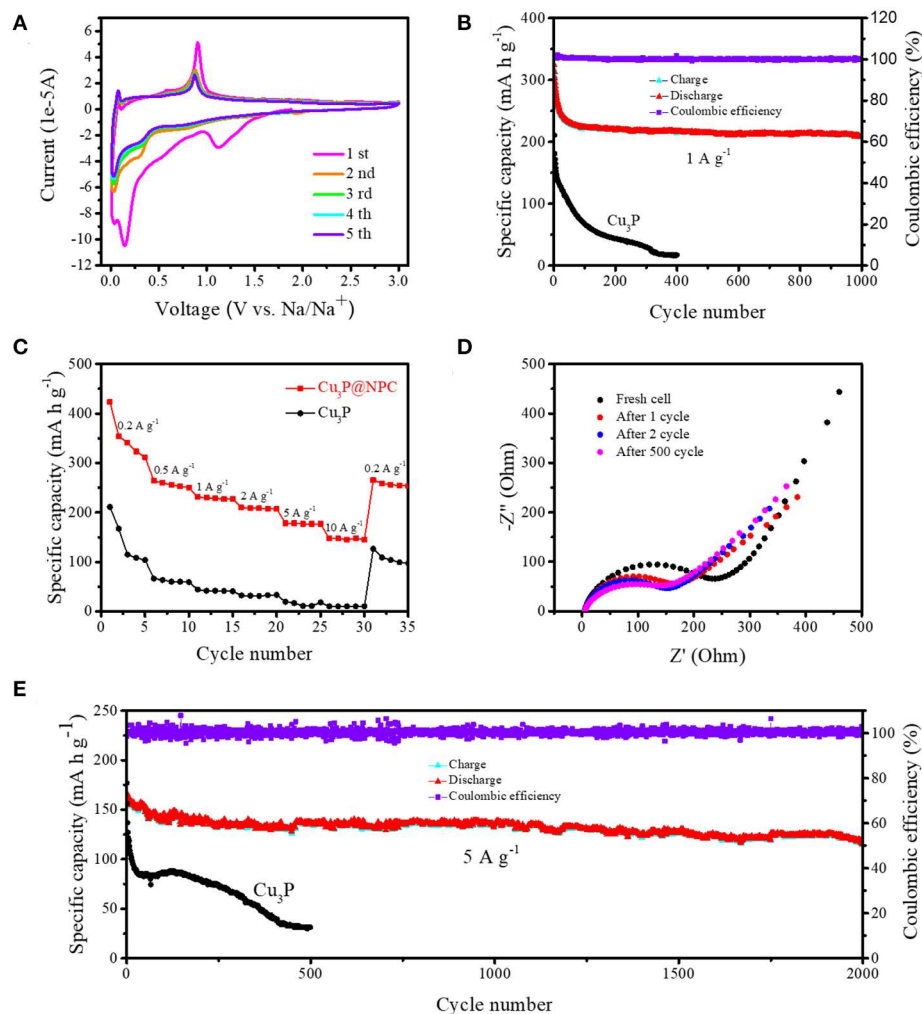 A
Current (1e-5A)
6
4
2
0
-2
-4
-6
-8
-10
-12
0.0 0.5 1.0 1.5 2.0 2.5 3.0
Voltage (V vs. Na/Na⁺)
1 st
2 nd
3 rd
4 th
5 th
B
Specific capacity (mA h g⁻¹)
400
300
200
100
0
0 200 400 600 800 1000
Cycle number
Charge
Discharge
Coulombic efficiency
1 A g⁻¹
Cu₃P
120
100
80
60
40
20
0
Coulombic efficiency (%)
C
Specific capacity (mA h g⁻¹)
500
400
300
200
100
0
0 5 10 15 20 25 30 35
Cycle number
Cu₃P@NPC
Cu₃P
0.2 A g⁻¹
0.5 A g⁻¹
1 A g⁻¹
2 A g⁻¹
5 A g⁻¹
10 A g⁻¹
0.2 A g⁻¹
D
-Z'' (Ohm)
500
400
300
200
100
0
0 100 200 300 400 500
Z' (Ohm)
Fresh cell
After 1 cycle
After 2 cycle
After 500 cycle
E
Specific capacity (mA h g⁻¹)
250
200
150
100
50
0
0 500 1000 1500 2000
Cycle number
Charge
Discharge
Coulombic efficiency
5 A g⁻¹
Cu₃P
100
80
60
40
20
0
Coulombic efficiency (%)